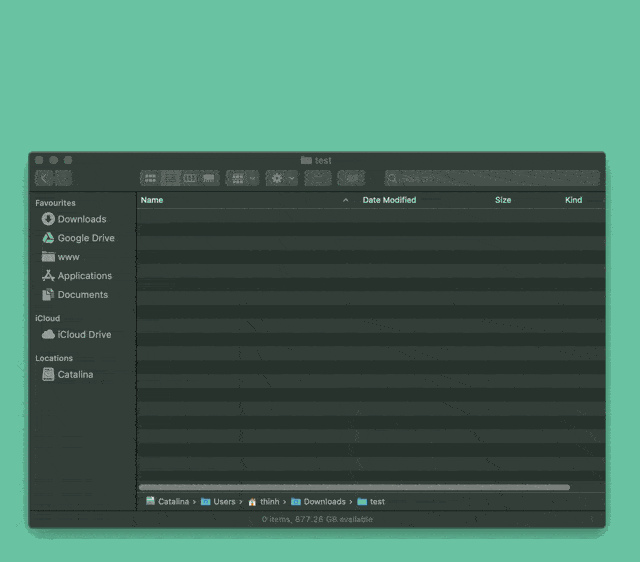 test
Favourites
Name Date Modified Size Kind
Downloads
Google Drive
www
Applications
Documents
iCloud
iCloud Drive
Locations
Catalina
Catalina › Users › thinh › Downloads › test
0 items, 877.26 GB available